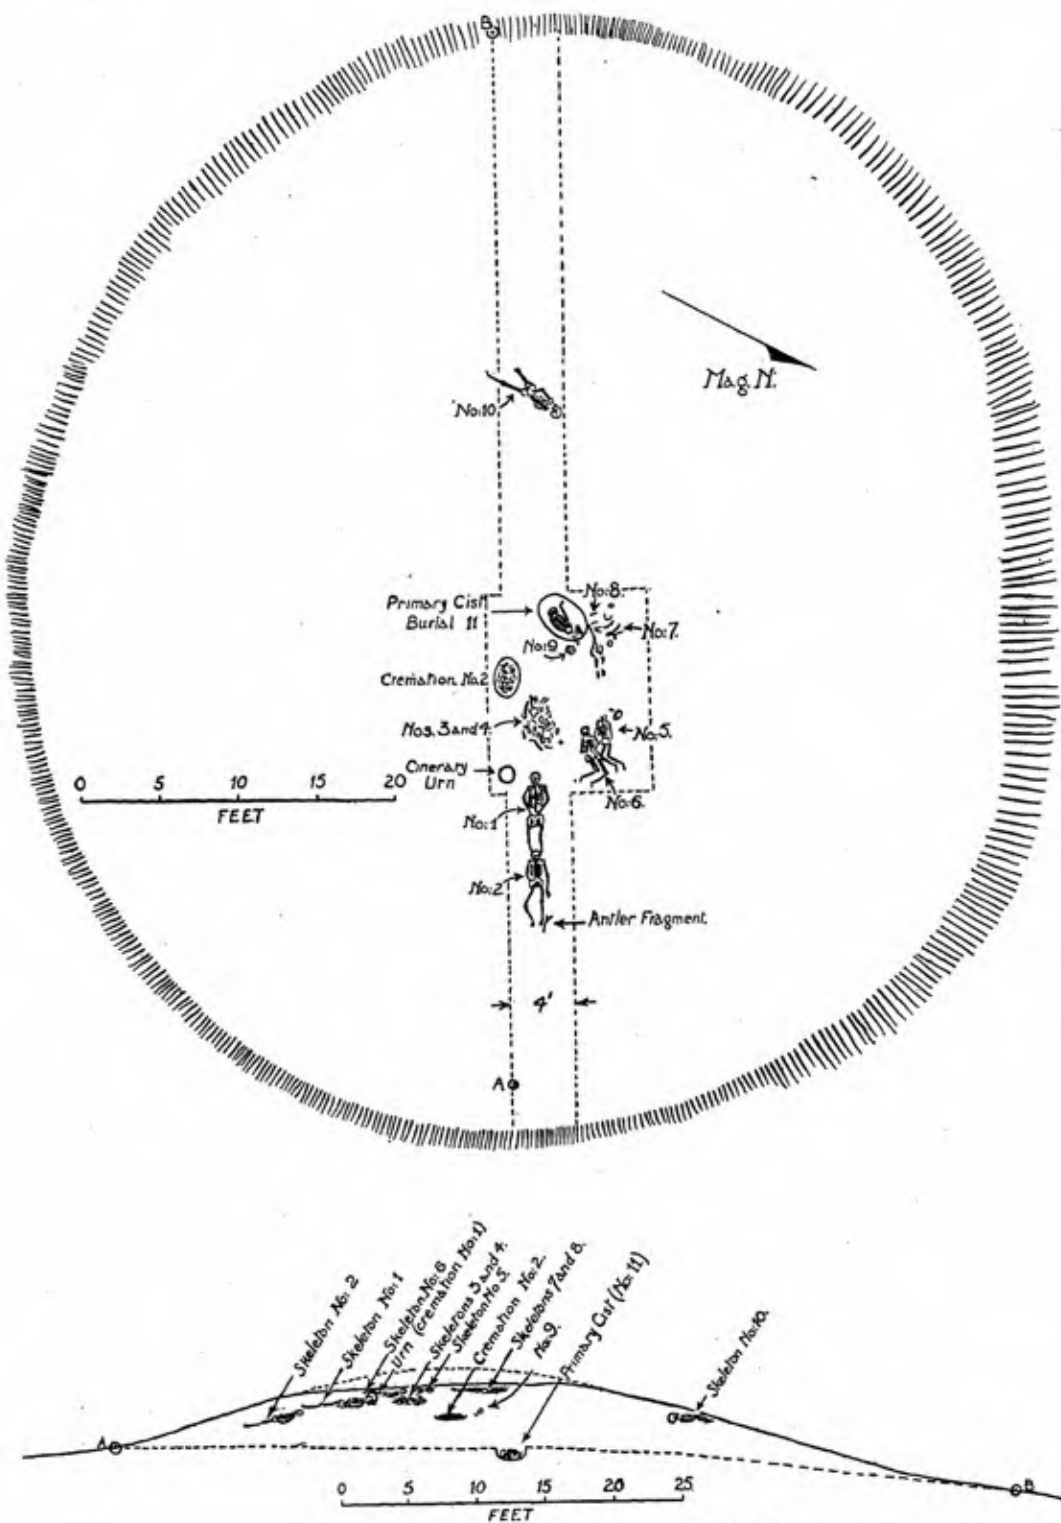 B
Mag. N.
No: 10
Primary Cist
Burial 11
No: 8.
No: 7.
No: 9
Cremation No. 2
Nos. 3 and 4
No: 5.
Cinerary
Urn
No: 6.
0 5 10 15 20
FEET
No: 1
No: 2
Antler Fragment.
4'
A
Skeleton No: 2
Skeleton No: 1
Skeleton No: 6
Urn (cremation No: 1)
Skeletons 3 and 4.
Skeleton No 5.
Cremation No: 2.
Skeletons 7 and 8.
No: 9.
Primary Cist (No: 11)
Skeleton No: 10.
A
B
0 5 10 15 20 25
FEET